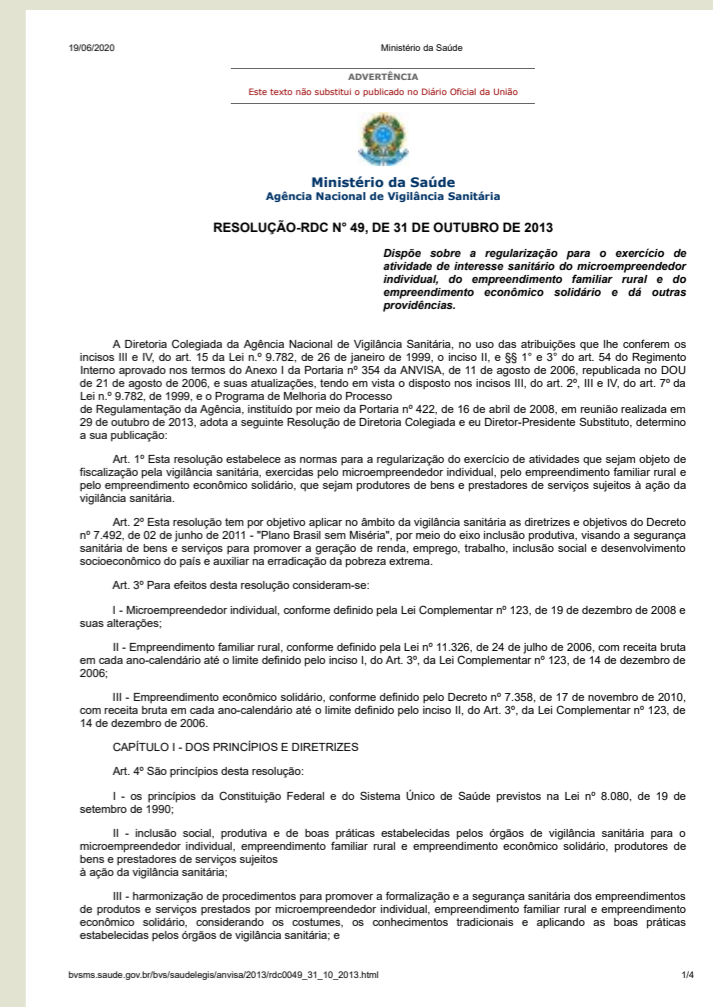 19/06/2020 Ministério da Saúde
ADVERTÊNCIA
Este texto não substitui o publicado no Diário Oficial da União
Ministério da Saúde
Agência Nacional de Vigilância Sanitária
RESOLUÇÃO-RDC N° 49, DE 31 DE OUTUBRO DE 2013
Dispõe sobre a regularização para o exercício de
atividade de interesse sanitário do microempreendedor
individual, do empreendimento familiar rural e do
empreendimento econômico solidário e dá outras
providências.
A Diretoria Colegiada da Agência Nacional de Vigilância Sanitária, no uso das atribuições que lhe conferem os
incisos III e IV, do art. 15 da Lei n.º 9.782, de 26 de janeiro de 1999, o inciso II, e §§ 1° e 3° do art. 54 do Regimento
Interno aprovado nos termos do Anexo I da Portaria nº 354 da ANVISA, de 11 de agosto de 2006, republicada no DOU
de 21 de agosto de 2006, e suas atualizações, tendo em vista o disposto nos incisos III, do art. 2º, III e IV, do art. 7º da
Lei n.º 9.782, de 1999, e o Programa de Melhoria do Processo
de Regulamentação da Agência, instituído por meio da Portaria nº 422, de 16 de abril de 2008, em reunião realizada em
29 de outubro de 2013, adota a seguinte Resolução de Diretoria Colegiada e eu Diretor-Presidente Substituto, determino
a sua publicação:
Art. 1º Esta resolução estabelece as normas para a regularização do exercício de atividades que sejam objeto de
fiscalização pela vigilância sanitária, exercidas pelo microempreendedor individual, pelo empreendimento familiar rural e
pelo empreendimento econômico solidário, que sejam produtores de bens e prestadores de serviços sujeitos à ação da
vigilância sanitária.
Art. 2º Esta resolução tem por objetivo aplicar no âmbito da vigilância sanitária as diretrizes e objetivos do Decreto
nº 7.492, de 02 de junho de 2011 - "Plano Brasil sem Miséria", por meio do eixo inclusão produtiva, visando a segurança
sanitária de bens e serviços para promover a geração de renda, emprego, trabalho, inclusão social e desenvolvimento
socioeconômico do país e auxiliar na erradicação da pobreza extrema.
Art. 3º Para efeitos desta resolução consideram-se:
I - Microempreendedor individual, conforme definido pela Lei Complementar nº 123, de 19 de dezembro de 2008 e
suas alterações;
II - Empreendimento familiar rural, conforme definido pela Lei nº 11.326, de 24 de julho de 2006, com receita bruta
em cada ano-calendário até o limite definido pelo inciso I, do Art. 3º, da Lei Complementar nº 123, de 14 de dezembro de
2006;
III - Empreendimento econômico solidário, conforme definido pelo Decreto nº 7.358, de 17 de novembro de 2010,
com receita bruta em cada ano-calendário até o limite definido pelo inciso II, do Art. 3º, da Lei Complementar nº 123, de
14 de dezembro de 2006.
CAPÍTULO I - DOS PRINCÍPIOS E DIRETRIZES
Art. 4º São princípios desta resolução:
I - os princípios da Constituição Federal e do Sistema Único de Saúde previstos na Lei nº 8.080, de 19 de
setembro de 1990;
II - inclusão social, produtiva e de boas práticas estabelecidas pelos órgãos de vigilância sanitária para o
microempreendedor individual, empreendimento familiar rural e empreendimento econômico solidário, produtores de
bens e prestadores de serviços sujeitos
à ação da vigilância sanitária;
III - harmonização de procedimentos para promover a formalização e a segurança sanitária dos empreendimentos
de produtos e serviços prestados por microempreendedor individual, empreendimento familiar rural e empreendimento
econômico solidário, considerando os costumes, os conhecimentos tradicionais e aplicando as boas práticas
estabelecidas pelos órgãos de vigilância sanitária; e
bvsms.saude.gov.br/bvs/saudelegis/anvisa/2013/rdc0049_31_10_2013.html 1/4